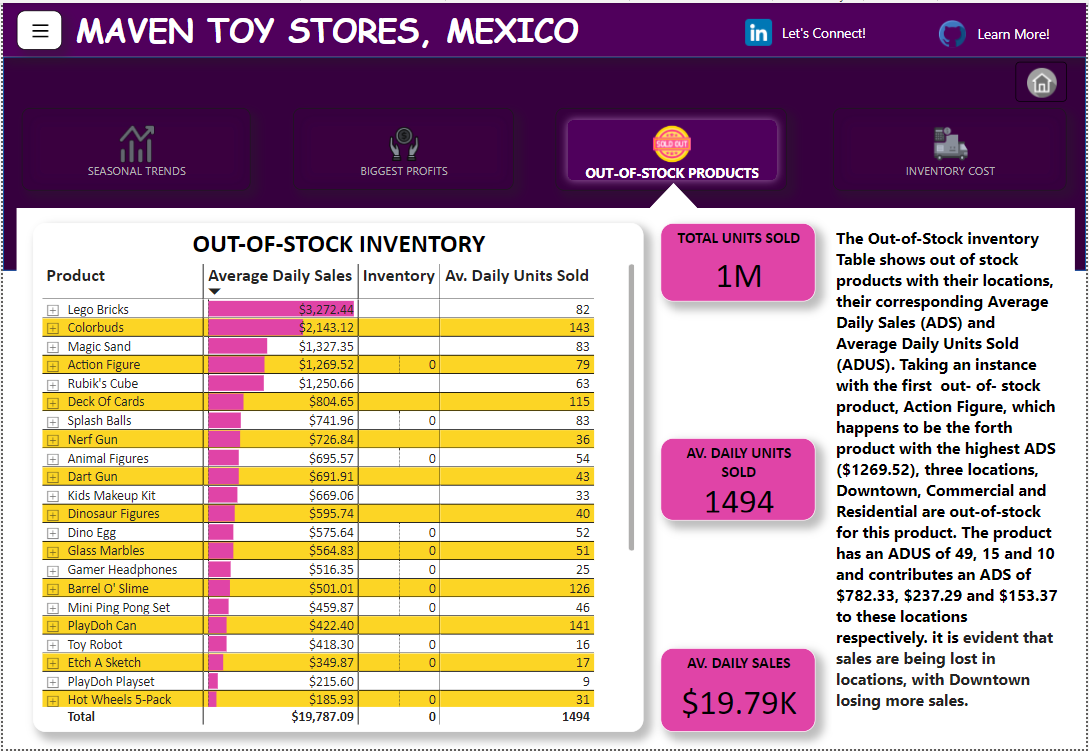 MAVEN TOY STORES, MEXICO
in Let's Connect!
Learn More!
SEASONAL TRENDS
BIGGEST PROFITS
SOLD OUT
OUT-OF-STOCK PRODUCTS
INVENTORY COST
OUT-OF-STOCK INVENTORY
Product Average Daily Sales Inventory Av. Daily Units Sold
Lego Bricks $3,272.44 82
Colorbuds $2,143.12 143
Magic Sand $1,327.35 83
Action Figure $1,269.52 0 79
Rubik's Cube $1,250.66 63
Deck Of Cards $804.65 115
Splash Balls $741.96 0 83
Nerf Gun $726.84 36
Animal Figures $695.57 0 54
Dart Gun $691.91 43
Kids Makeup Kit $669.06 33
Dinosaur Figures $595.74 40
Dino Egg $575.64 0 52
Glass Marbles $564.83 0 51
Gamer Headphones $516.35 0 25
Barrel O' Slime $501.01 0 126
Mini Ping Pong Set $459.87 0 46
PlayDoh Can $422.40 141
Toy Robot $418.30 0 16
Etch A Sketch $349.87 0 17
PlayDoh Playset $215.60 9
Hot Wheels 5-Pack $185.93 0 31
Total $19,787.09 0 1494
TOTAL UNITS SOLD
1M
AV. DAILY UNITS
SOLD
1494
AV. DAILY SALES
$19.79K
The Out-of-Stock inventory
Table shows out of stock
products with their locations,
their corresponding Average
Daily Sales (ADS) and
Average Daily Units Sold
(ADUS). Taking an instance
with the first out- of- stock
product, Action Figure, which
happens to be the forth
product with the highest ADS
($1269.52), three locations,
Downtown, Commercial and
Residential are out-of-stock
for this product. The product
has an ADUS of 49, 15 and 10
and contributes an ADS of
$782.33, $237.29 and $153.37
to these locations
respectively. it is evident that
sales are being lost in
locations, with Downtown
losing more sales.